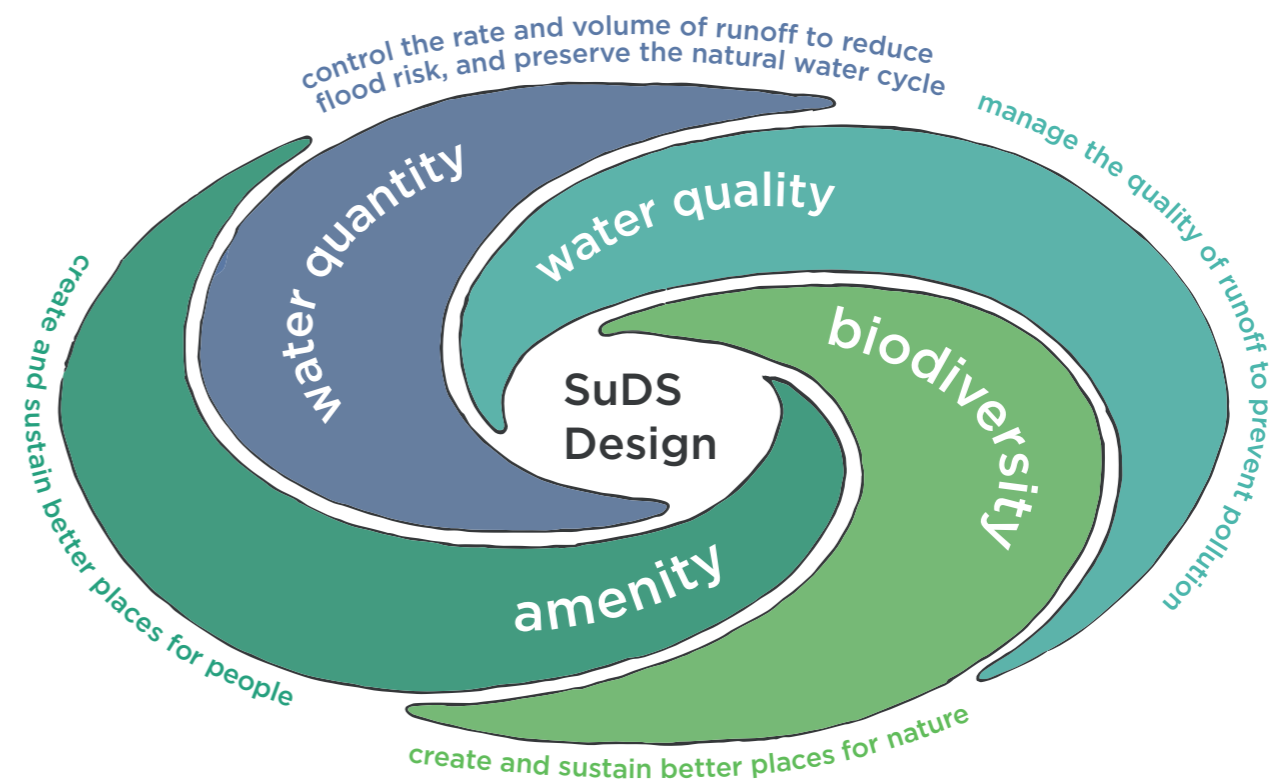 control the rate and volume of runoff to reduce
flood risk, and preserve the natural water cycle
manage the quality of runoff to prevent pollution
water quantity
water quality
create and sustain better places for people
biodiversity
SuDS
Design
amenity
create and sustain better places for nature